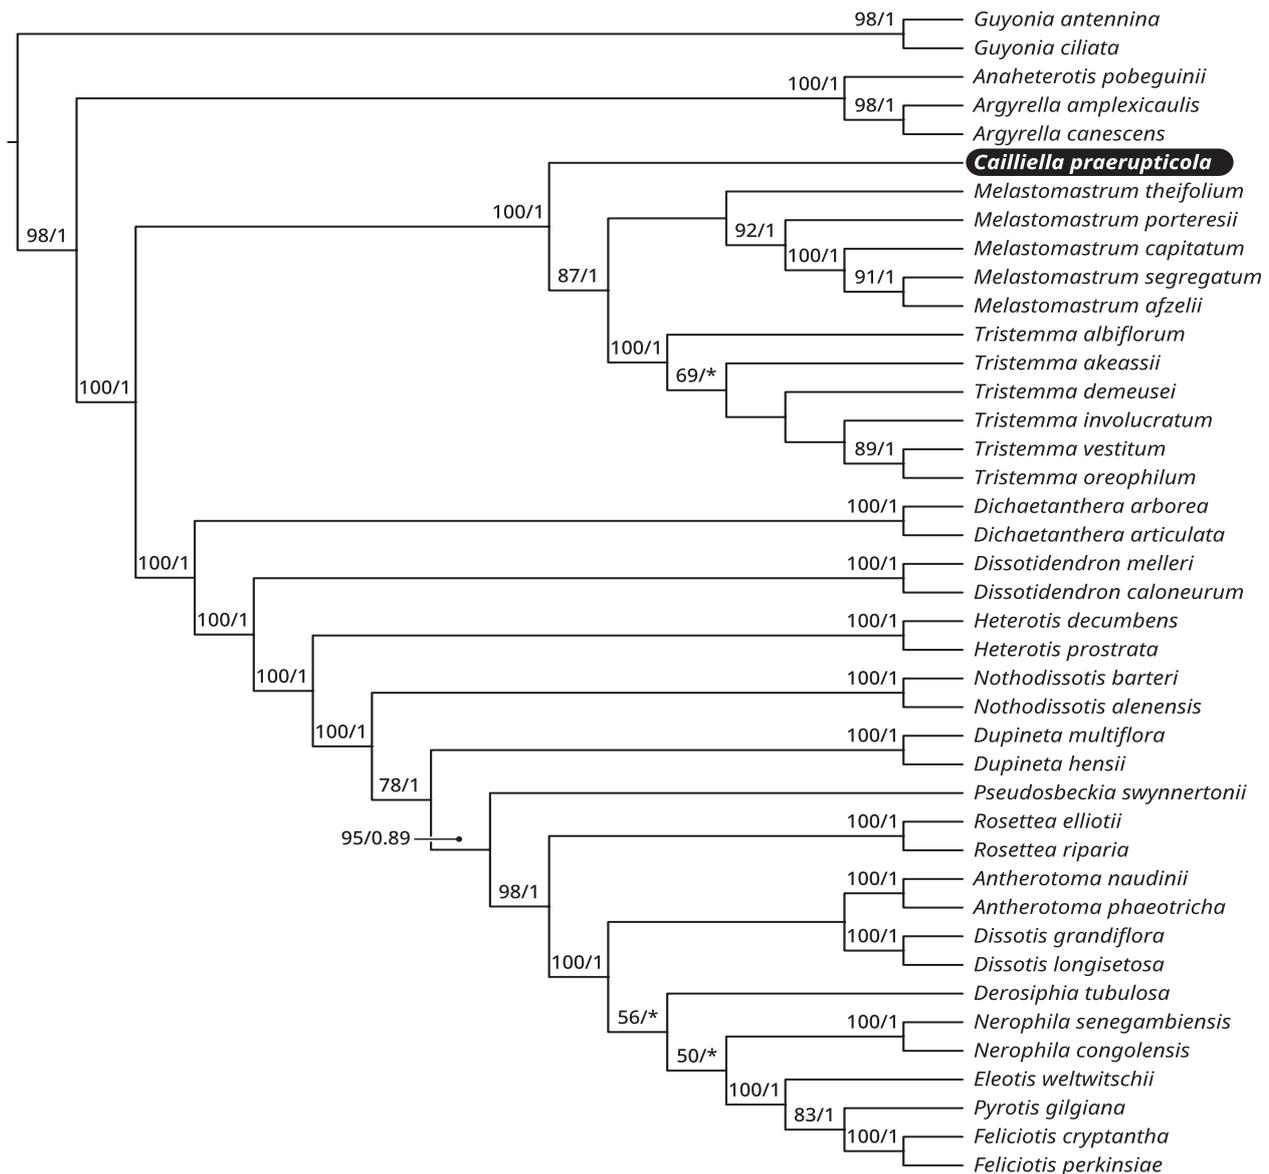 98/1 Guyonia antennina
Guyonia ciliata
100/1 Anaheterotis pobeguinii
98/1 Argyrella amplexicaulis
Argyrella canescens
Cailliella praerupticola
100/1 Melastomastrum theifolium
98/1 92/1 Melastomastrum porteresii
100/1 Melastomastrum capitatum
87/1 91/1 Melastomastrum segregatum
Melastomastrum afzelii
100/1 Tristemma albiflorum
69/* Tristemma akeassii
100/1 Tristemma demeusei
Tristemma involucratum
89/1 Tristemma vestitum
Tristemma oreophilum
100/1 Dichaetanthera arborea
Dichaetanthera articulata
100/1 100/1 Dissotidendron melleri
Dissotidendron caloneurum
100/1 100/1 Heterotis decumbens
Heterotis prostrata
100/1 100/1 Nothodissotis barteri
Nothodissotis alenensis
100/1 100/1 Dupineta multiflora
Dupineta hensii
78/1 Pseudosbeckia swynnertonii
95/0.89 100/1 Rosettea elliotii
Rosettea riparia
98/1 100/1 Antherotoma naudinii
Antherotoma phaeotricha
100/1 Dissotis grandiflora
100/1 Dissotis longisetosa
Derosiphia tubulosa
56/* 100/1 Nerophila senegambiensis
50/* Nerophila congolensis
100/1 Eleotis weltwitschii
83/1 Pyrotis gilgiana
100/1 Feliciotis cryptantha
Feliciotis perkinsiae